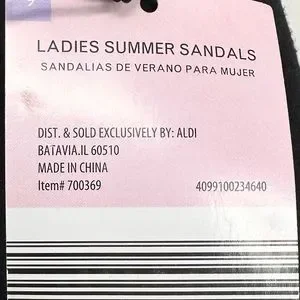 LADIES SUMMER SANDALS
SANDALIAS DE VERANO PARA MUJER
DIST. & SOLD EXCLUSIVELY BY: ALDI
BATAVIA.IL 60510
MADE IN CHINA
Item# 700369
4099100234640